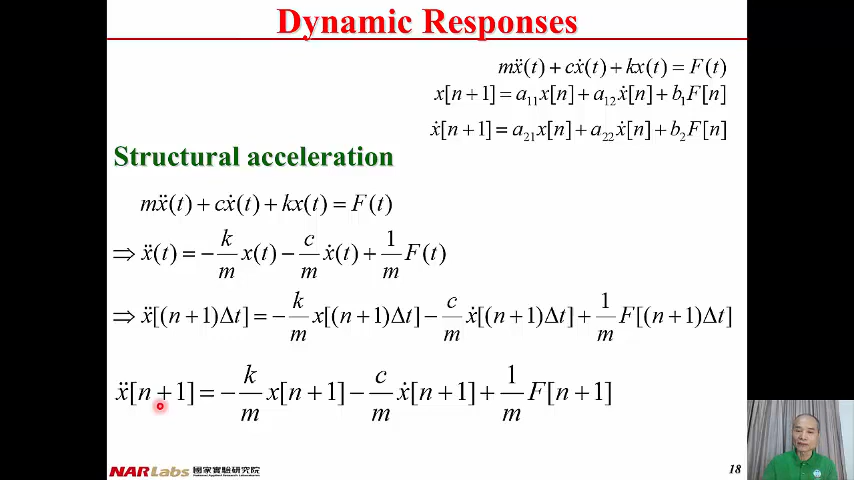 Dynamic Responses
mẍ(t) + cẋ(t) + kx(t) = F(t)
x[n+1] = a₁₁x[n] + a₁₂ẋ[n] + b₁F[n]
ẋ[n+1] = a₂₁x[n] + a₂₂ẋ[n] + b₂F[n]
Structural acceleration
mẍ(t) + cẋ(t) + kx(t) = F(t)
⇒ ẍ(t) = −k/m x(t) − c/m ẋ(t) + 1/m F(t)
⇒ ẍ[(n+1)Δt] = −k/m x[(n+1)Δt] − c/m ẋ[(n+1)Δt] + 1/m F[(n+1)Δt]
ẍ[n+1] = −k/m x[n+1] − c/m ẋ[n+1] + 1/m F[n+1]
NARLabs 國家實驗研究院
18